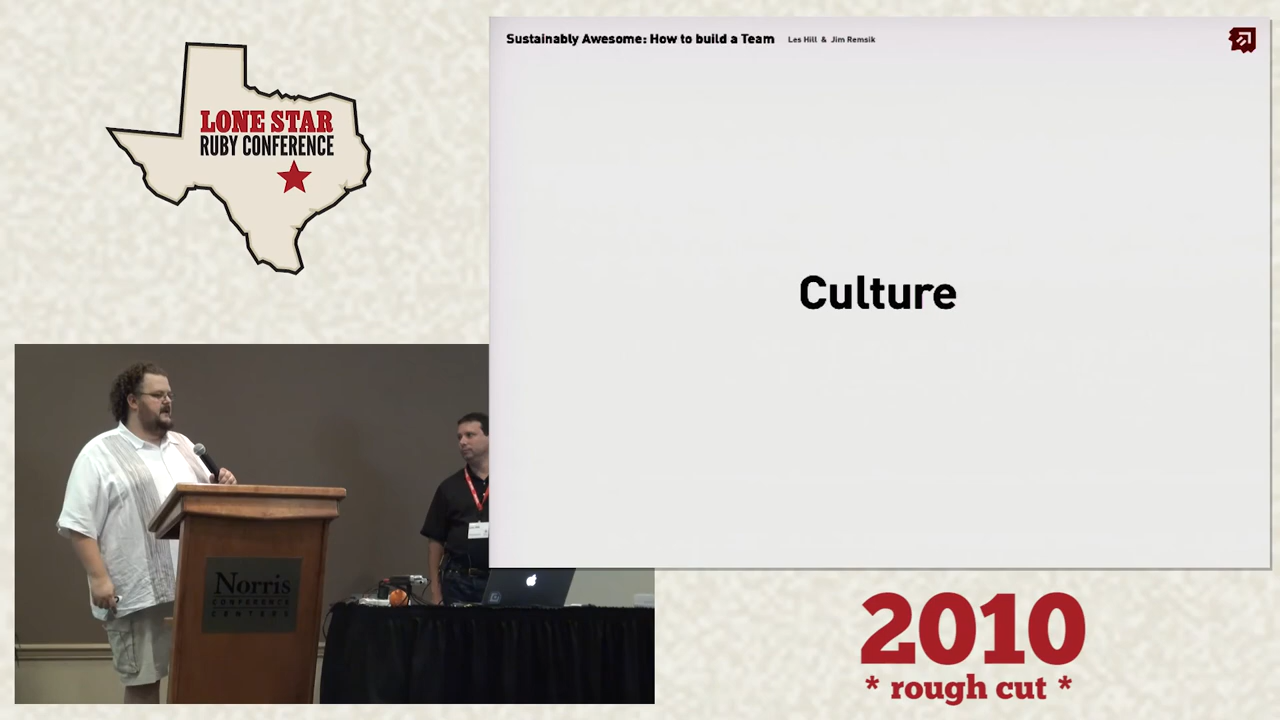 LONE STAR
RUBY CONFERENCE
Sustainably Awesome: How to build a Team Les Hill & Jim Remsik
Culture
Norris
CONFERENCE
CENTERS
2010
* rough cut *